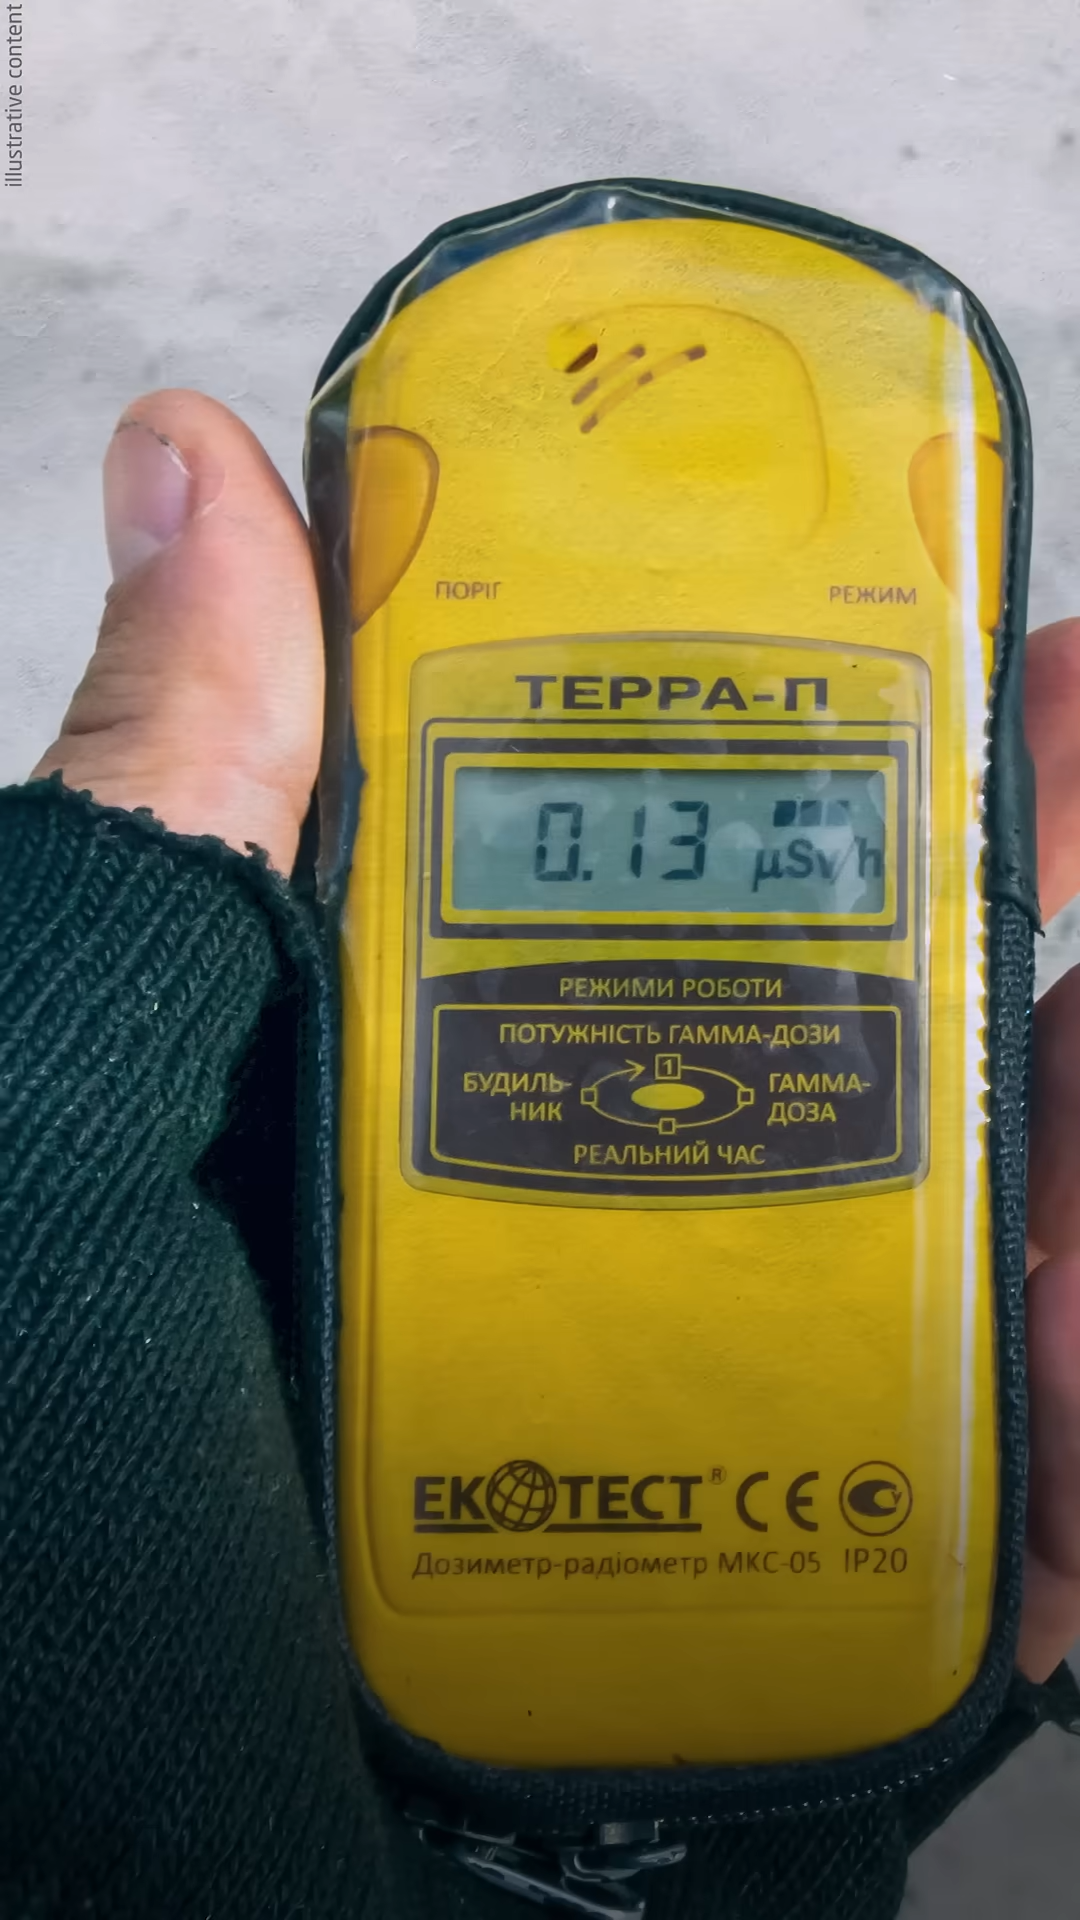 illustrative content
ПОРІГ
РЕЖИМ
ТЕРРА-П
0.13 µSv/h
РЕЖИМИ РОБОТИ
ПОТУЖНІСТЬ ГАММА-ДОЗИ
1
БУДИЛЬ-
НИК
ГАММА-
ДОЗА
РЕАЛЬНИЙ ЧАС
ЕКОТЕСТ® CE
Дозиметр-радіометр МКС-05 IP20